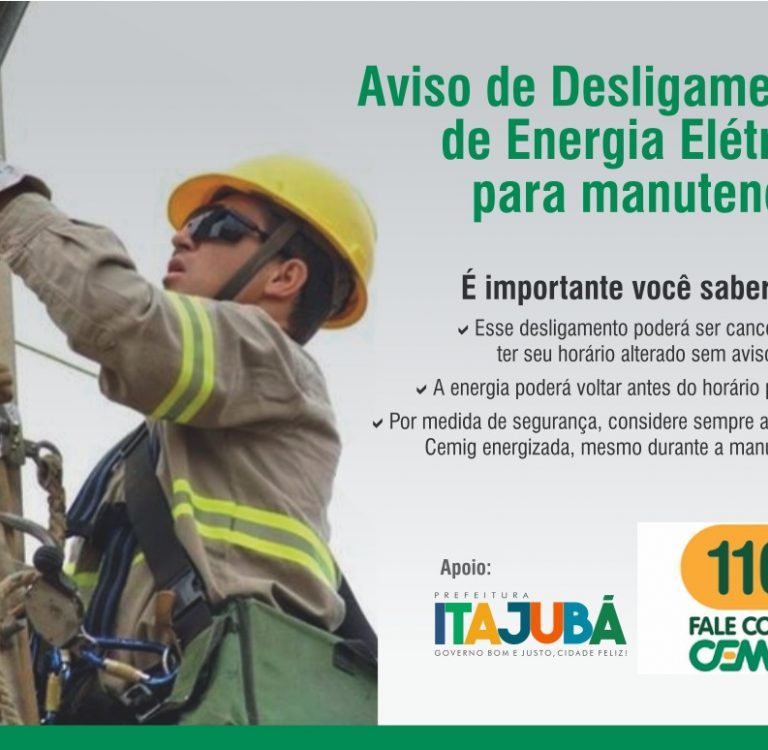 Aviso de Desligame
de Energia Elétr
para manuten
É importante você saber
✓ Esse desligamento poderá ser canc
ter seu horário alterado sem aviso
✓ A energia poderá voltar antes do horário p
✓ Por medida de segurança, considere sempre a
Cemig energizada, mesmo durante a manu
Apoio:
PREFEITURA
ITAJUBÁ
GOVERNO BOM E JUSTO, CIDADE FELIZ!
116
FALE CO
CEM